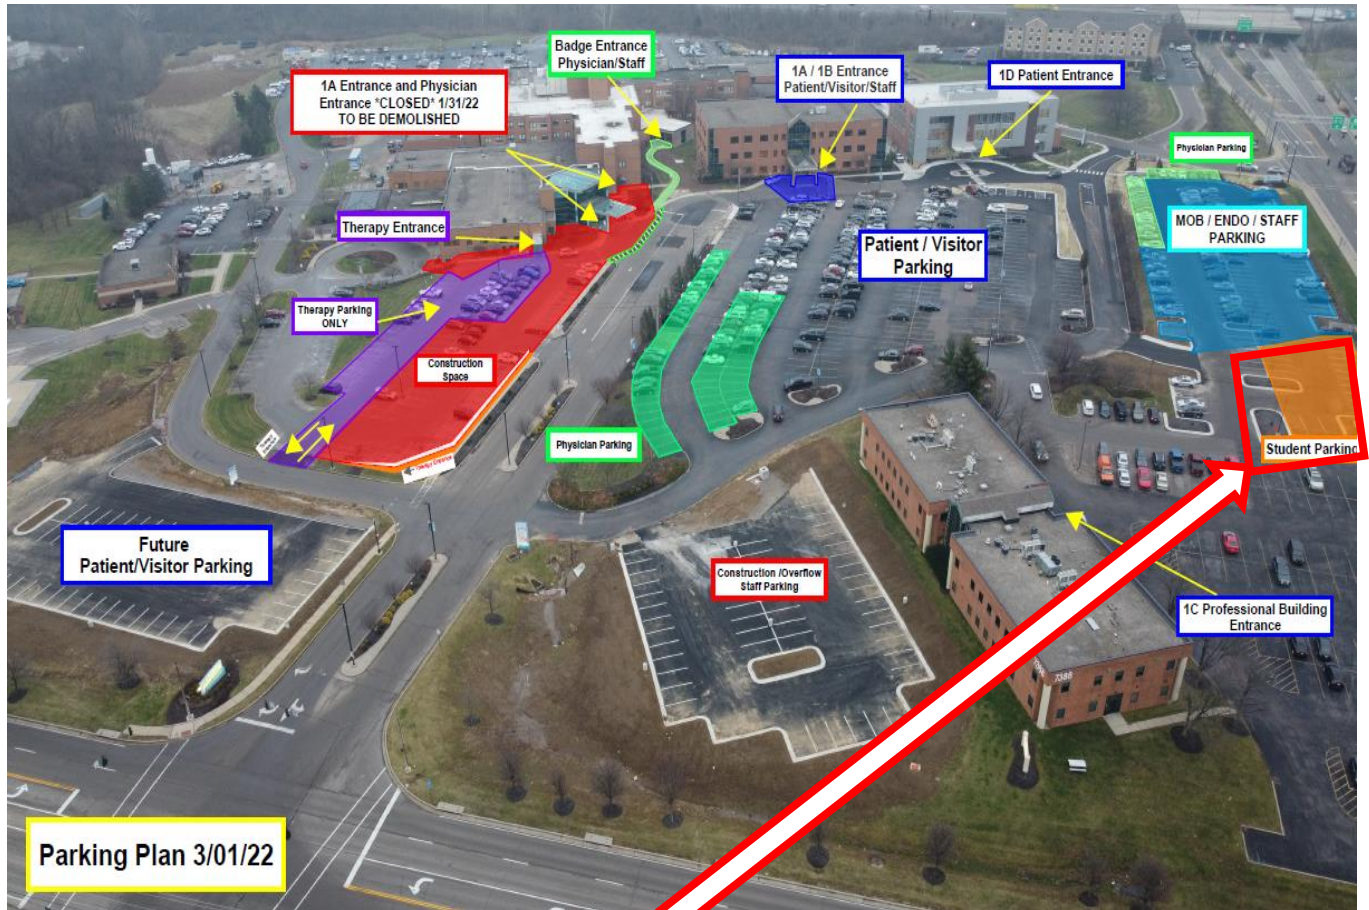 Badge Entrance
Physician/Staff
1A Entrance and Physician
Entrance *CLOSED* 1/31/22
TO BE DEMOLISHED
1A / 1B Entrance
Patient/Visitor/Staff
1D Patient Entrance
Physician Parking
MOB / ENDO / STAFF
PARKING
Therapy Entrance
Patient / Visitor
Parking
Therapy Parking
ONLY
Construction
Space
Physician Parking
Student Parking
Therapy Entrance
Future
Patient/Visitor Parking
Construction /Overflow
Staff Parking
1C Professional Building
Entrance
7388
Parking Plan 3/01/22